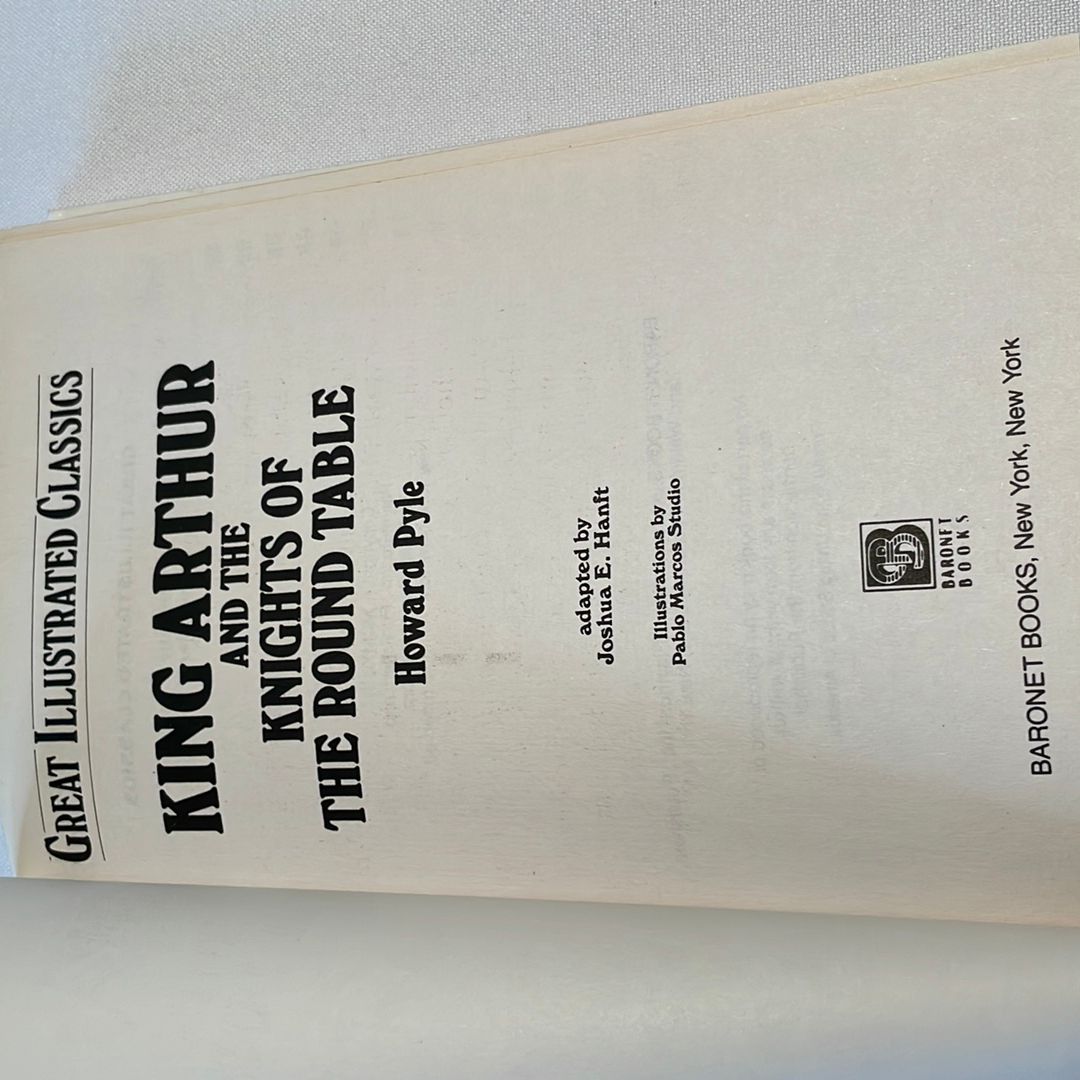 GREAT ILLUSTRATED CLASSICS
KING ARTHUR
AND THE
KNIGHTS OF
THE ROUND TABLE
Howard Pyle
adapted by
Joshua E. Hanft
Illustrations by
Pablo Marcos Studio
BARONET
BOOKS
BARONET BOOKS, New York, New York